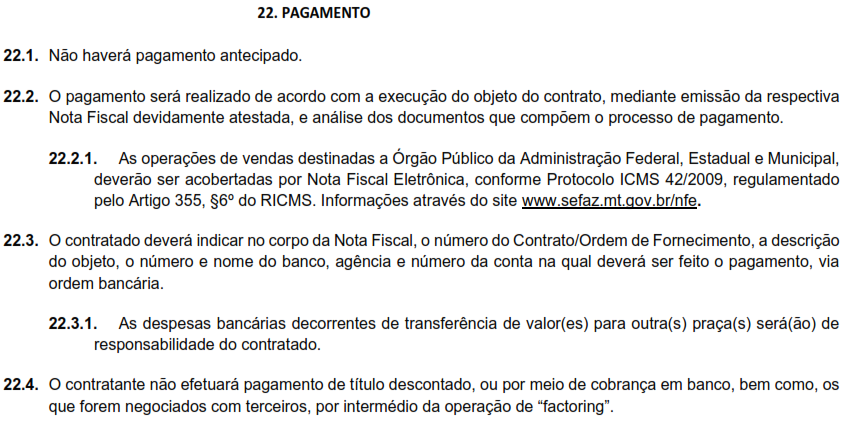 22. PAGAMENTO
22.1. Não haverá pagamento antecipado.
22.2. O pagamento será realizado de acordo com a execução do objeto do contrato, mediante emissão da respectiva
Nota Fiscal devidamente atestada, e análise dos documentos que compõem o processo de pagamento.
22.2.1. As operações de vendas destinadas a Órgão Público da Administração Federal, Estadual e Municipal,
deverão ser acobertadas por Nota Fiscal Eletrônica, conforme Protocolo ICMS 42/2009, regulamentado
pelo Artigo 355, §6º do RICMS. Informações através do site www.sefaz.mt.gov.br/nfe.
22.3. O contratado deverá indicar no corpo da Nota Fiscal, o número do Contrato/Ordem de Fornecimento, a descrição
do objeto, o número e nome do banco, agência e número da conta na qual deverá ser feito o pagamento, via
ordem bancária.
22.3.1. As despesas bancárias decorrentes de transferência de valor(es) para outra(s) praça(s) será(ão) de
responsabilidade do contratado.
22.4. O contratante não efetuará pagamento de título descontado, ou por meio de cobrança em banco, bem como, os
que forem negociados com terceiros, por intermédio da operação de “factoring”.